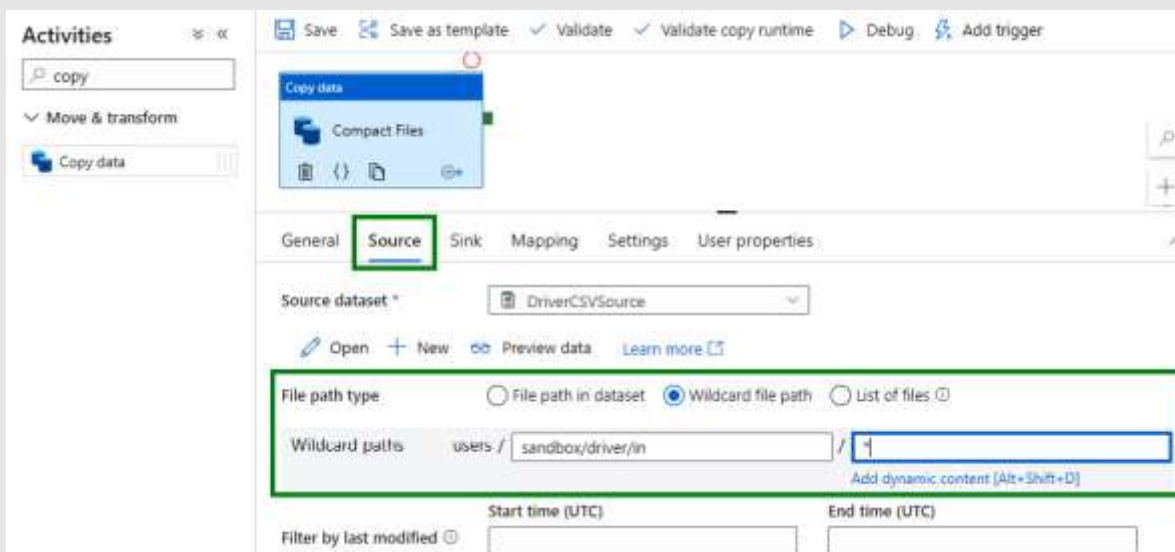 Activities
copy
Move & transform
Copy data
Save Save as template Validate Validate copy runtime Debug Add trigger
Copy data
Compact Files
General Source Sink Mapping Settings User properties
Source dataset *
DriverCSVSource
Open New Preview data Learn more
File path type File path in dataset Wildcard file path List of files
Wildcard paths users / sandbox/driver/in / *
Add dynamic content [Alt+Shift+D]
Start time (UTC) End time (UTC)
Filter by last modified